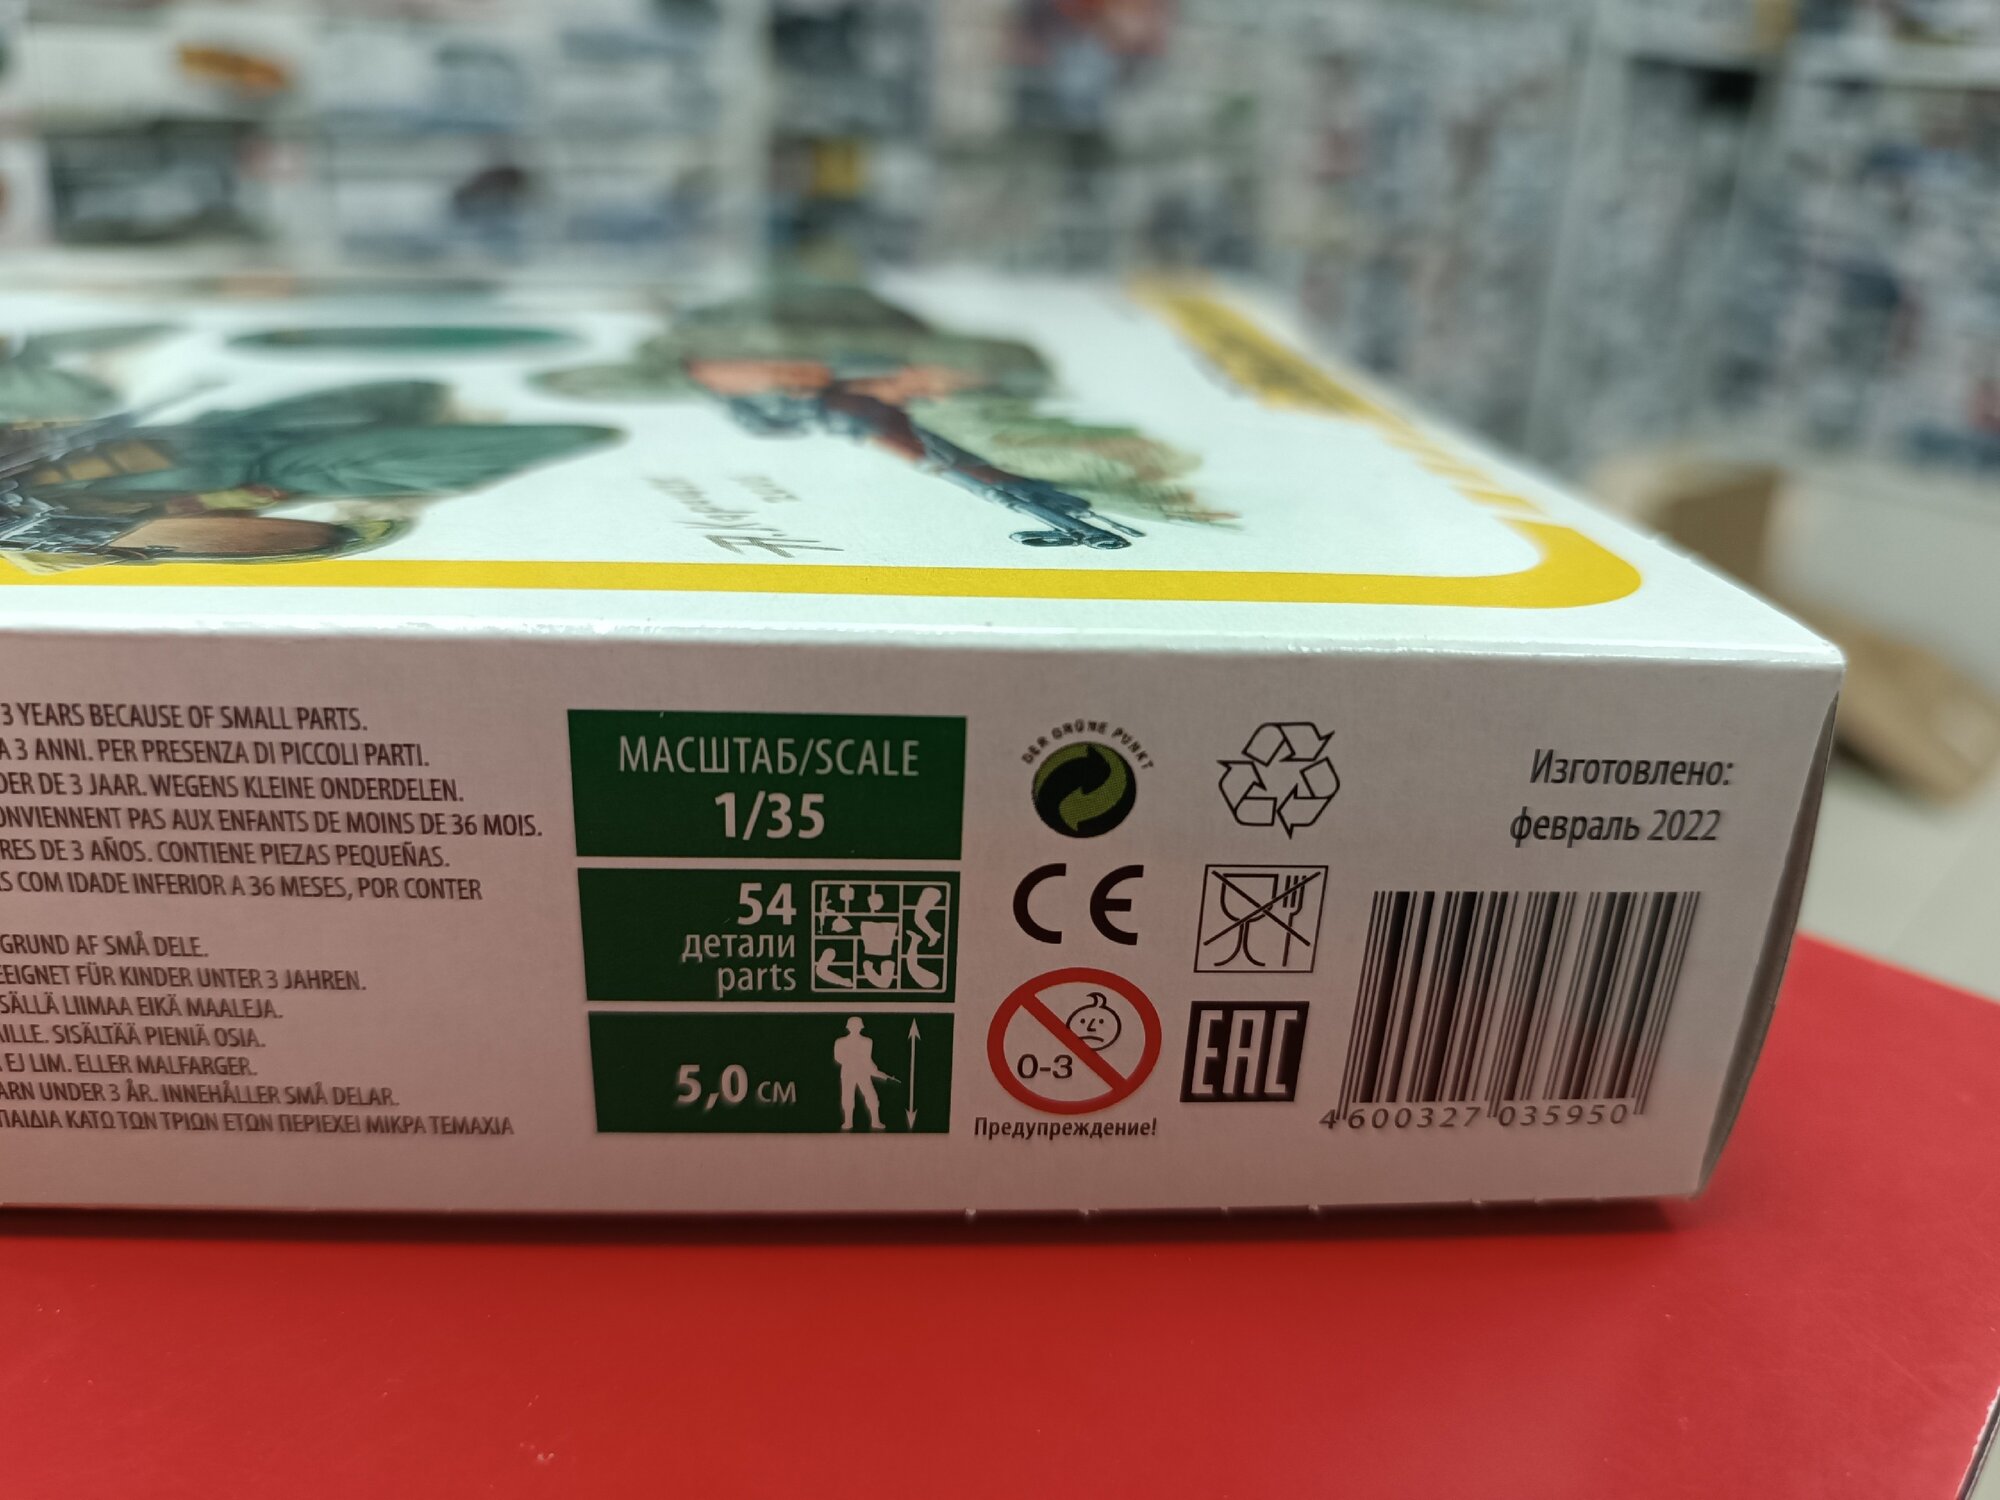 3 YEARS BECAUSE OF SMALL PARTS.
A 3 ANNI. PER PRESENZA DI PICCOLI PARTI.
DER DE 3 JAAR. WEGENS KLEINE ONDERDELEN.
ONVIENNENT PAS AUX ENFANTS DE MOINS DE 36 MOIS.
RES DE 3 AÑOS. CONTIENE PIEZAS PEQUEÑAS.
S COM IDADE INFERIOR A 36 MESES, POR CONTER
GRUND AF SMÅ DELE.
EEIGNET FÜR KINDER UNTER 3 JAHREN.
SÄLLÄ LIIMAA EIKÄ MAALEJA.
AILLE. SISÄLTÄÄ PIENIÄ OSIA.
EJ LIM. ELLER MALFARGER.
ARN UNDER 3 ÅR. INNEHÅLLER SMÅ DELAR.
ΠΑΙΔΙΑ ΚΑΤΩ ΤΩΝ ΤΡΙΩΝ ΕΤΩΝ ΠΕΡΙΕΧΕΙ ΜΙΚΡΑ ΤΕΜΑΧΙΑ
МАСШТАБ/SCALE
1/35
54
детали
parts
5,0 см
DER GRÜNE PUNKT
CE
0-3
Предупреждение!
EAC
Изготовлено:
февраль 2022
4 600327 035950